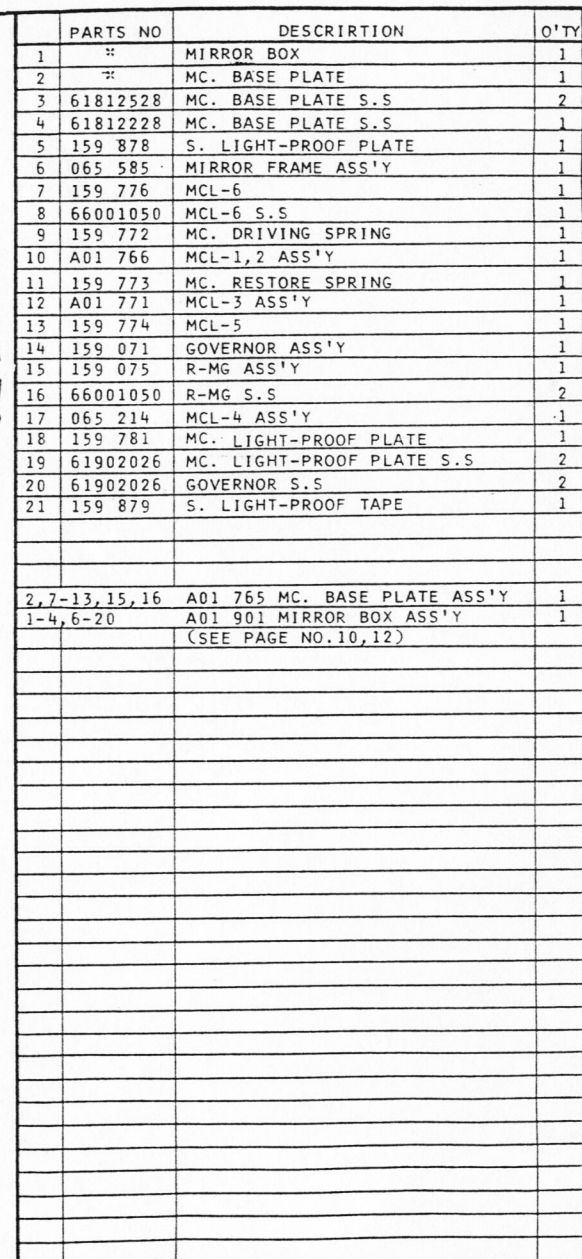 PARTS NO DESCRIRTION O'TY
1 ※ MIRROR BOX 1
2 ※ MC. BASE PLATE 1
3 61812528 MC. BASE PLATE S.S 2
4 61812228 MC. BASE PLATE S.S 1
5 159 878 S. LIGHT-PROOF PLATE 1
6 065 585 MIRROR FRAME ASS'Y 1
7 159 776 MCL-6 1
8 66001050 MCL-6 S.S 1
9 159 772 MC. DRIVING SPRING 1
10 A01 766 MCL-1,2 ASS'Y 1
11 159 773 MC. RESTORE SPRING 1
12 A01 771 MCL-3 ASS'Y 1
13 159 774 MCL-5 1
14 159 071 GOVERNOR ASS'Y 1
15 159 075 R-MG ASS'Y 1
16 66001050 R-MG S.S 2
17 065 214 MCL-4 ASS'Y 1
18 159 781 MC. LIGHT-PROOF PLATE 1
19 61902026 MC. LIGHT-PROOF PLATE S.S 2
20 61902026 GOVERNOR S.S 2
21 159 879 S. LIGHT-PROOF TAPE 1
2,7-13,15,16 A01 765 MC. BASE PLATE ASS'Y 1
1-4,6-20 A01 901 MIRROR BOX ASS'Y 1
(SEE PAGE NO.10,12)